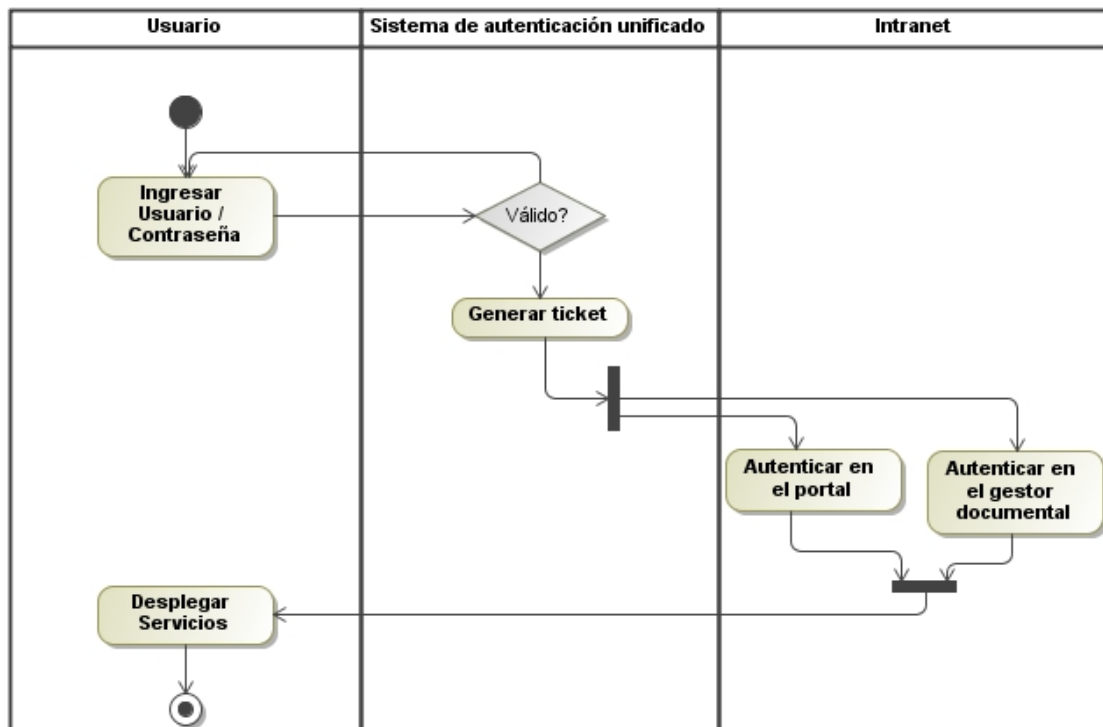 Usuario
Sistema de autenticación unificado
Intranet
Ingresar
Usuario /
Contraseña
Válido?
Generar ticket
Autenticar en
el portal
Autenticar en
el gestor
documental
Desplegar
Servicios